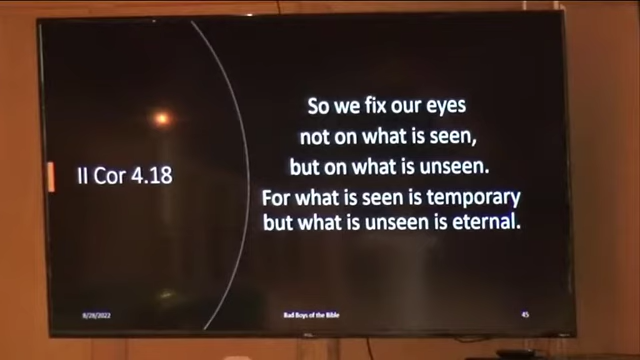 II Cor 4.18
So we fix our eyes
not on what is seen,
but on what is unseen.
For what is seen is temporary
but what is unseen is eternal.
8/28/2022
Bad Boys of the Bible
45
TCL